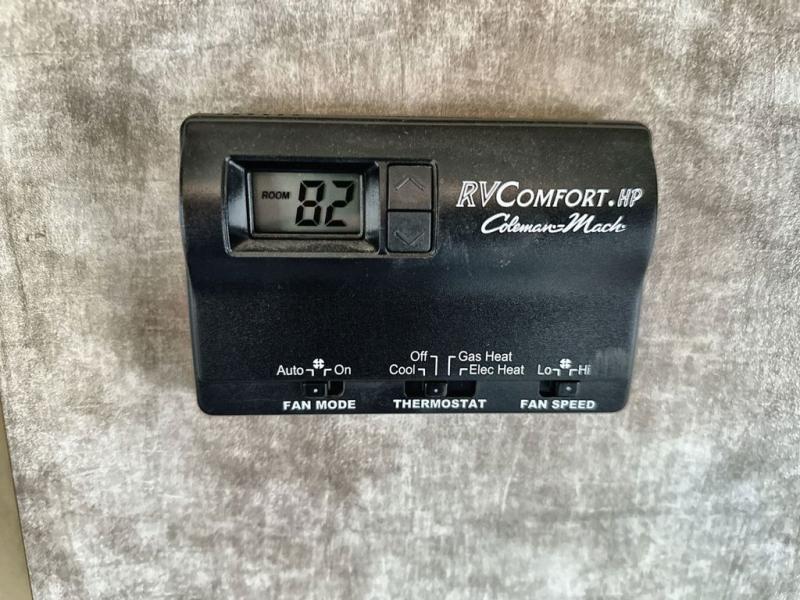 ROOM 82
RVCOMFORT.HP
Coleman-Mach
Off Gas Heat
Auto On Cool Elec Heat Lo Hi
FAN MODE THERMOSTAT FAN SPEED